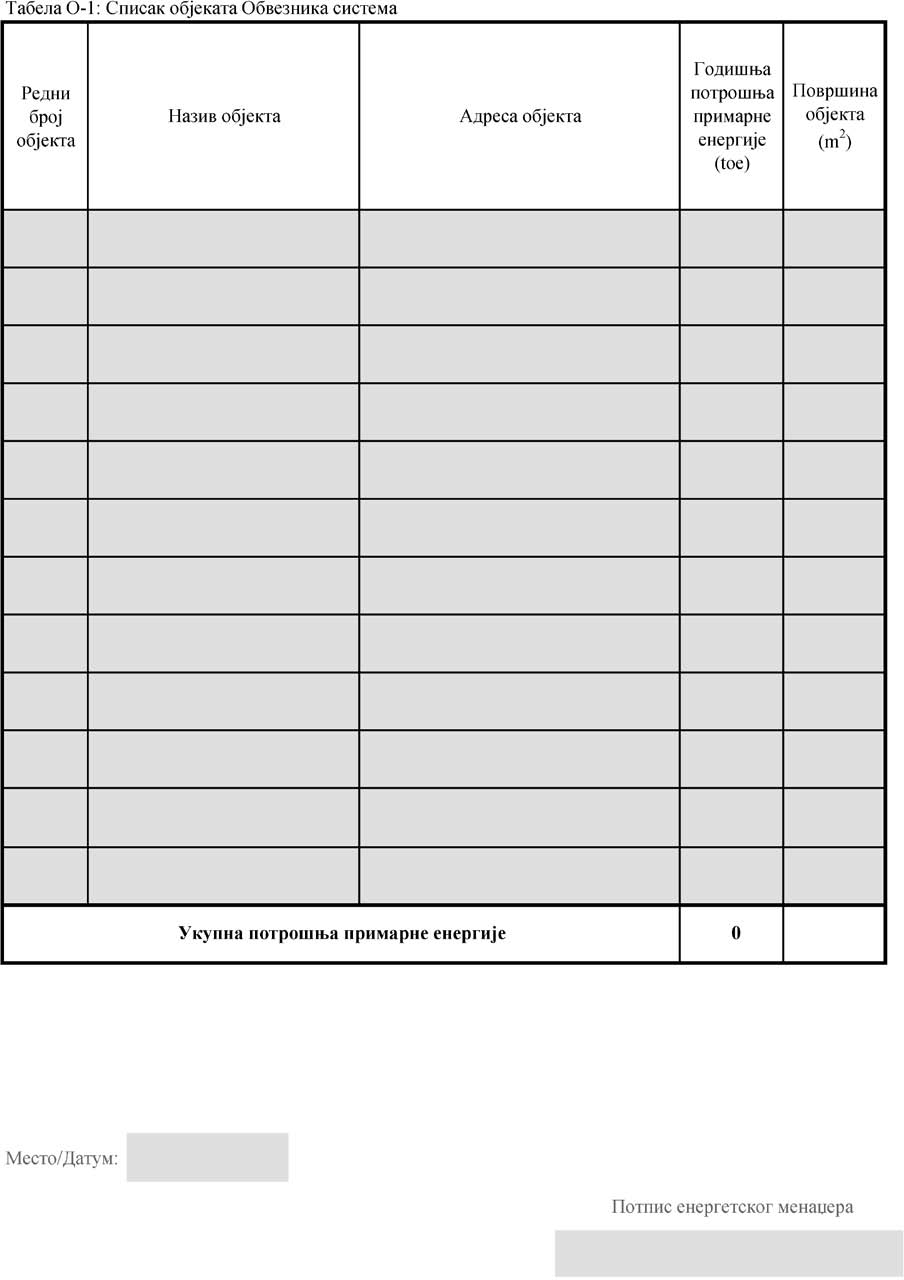 Табела О-1: Списак објеката Обвезника система
Редни
број
објекта
Назив објекта
Адреса објекта
Годишња
потрошња
примарне
енергије
(toe)
Површина
објекта
(m²)
Укупна потрошња примарне енергије
0
Место/Датум:
Потпис енергетског менаџера